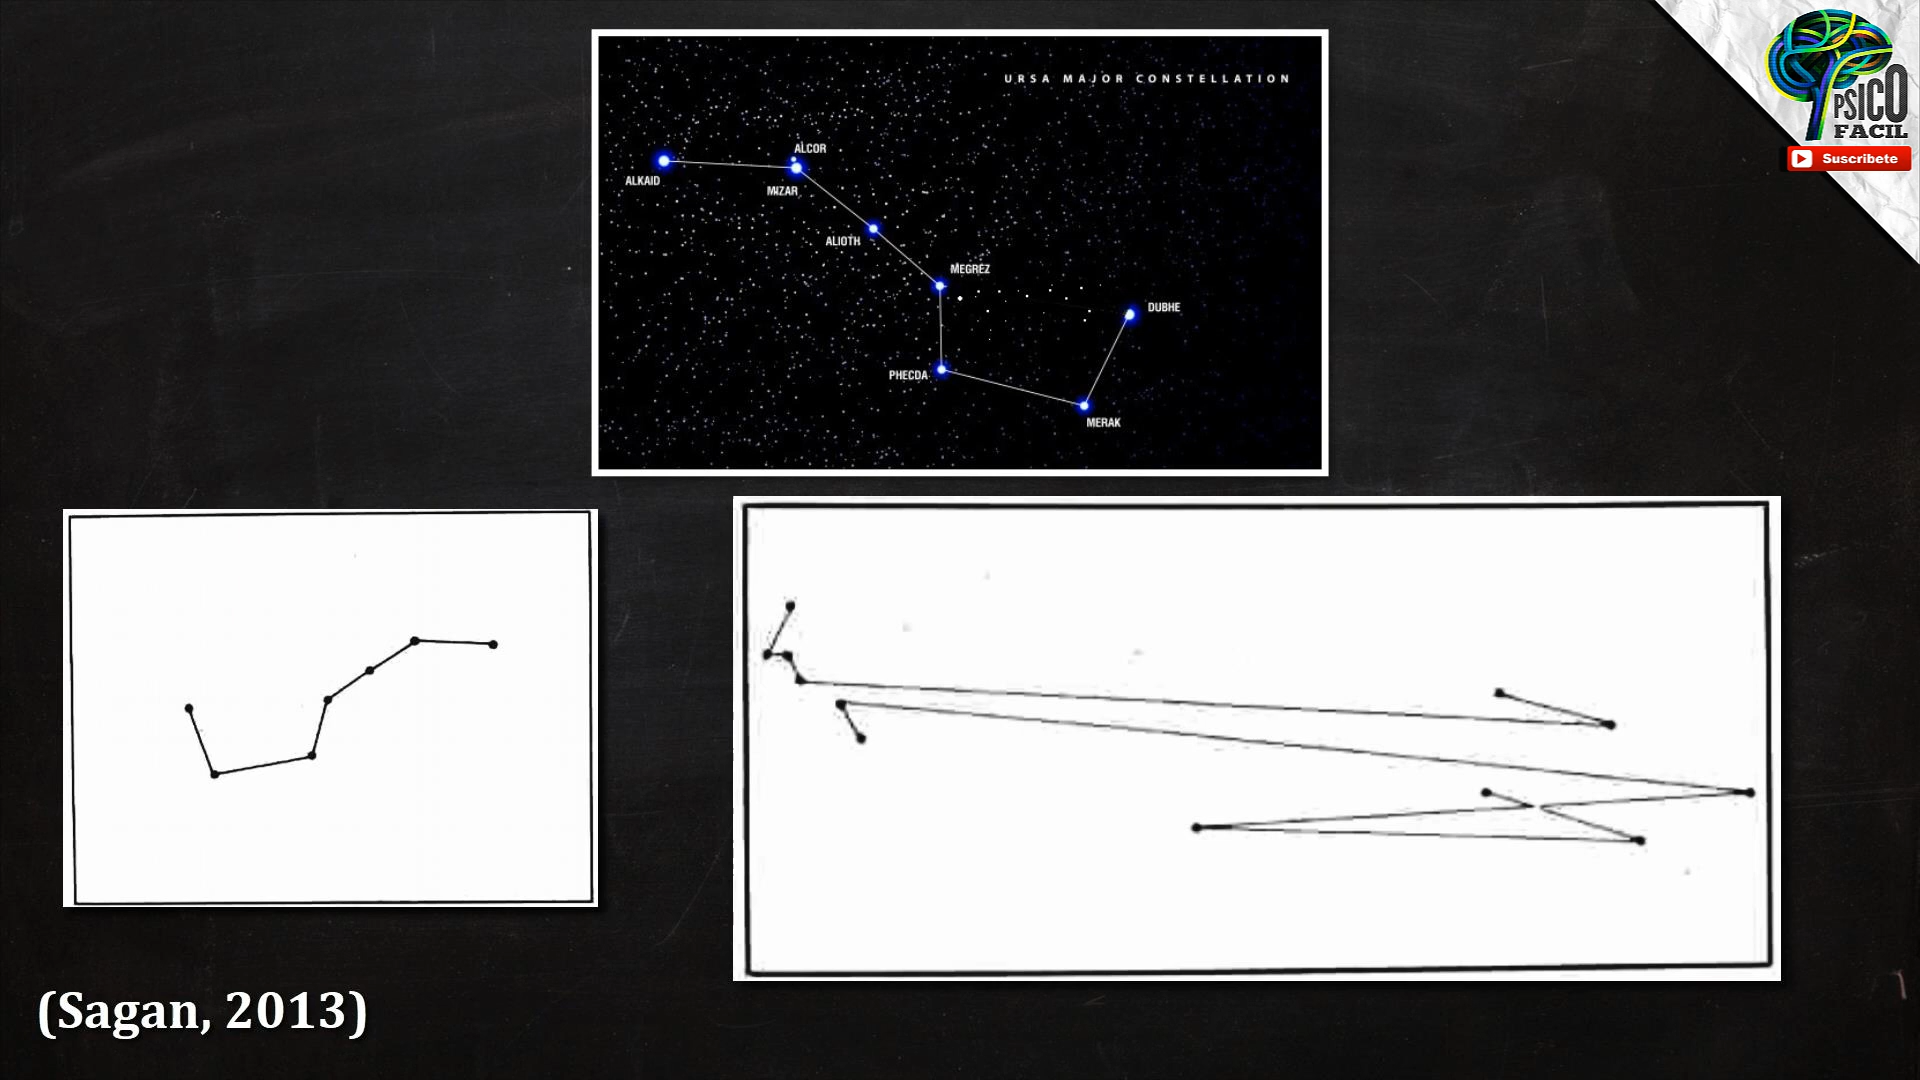 URSA MAJOR CONSTELLATION
PSICO
FACIL
Suscribete
ALCOR
ALKAID
MIZAR
ALIOTH
MEGREZ
DUBHE
PHECDA
MERAK
(Sagan, 2013)